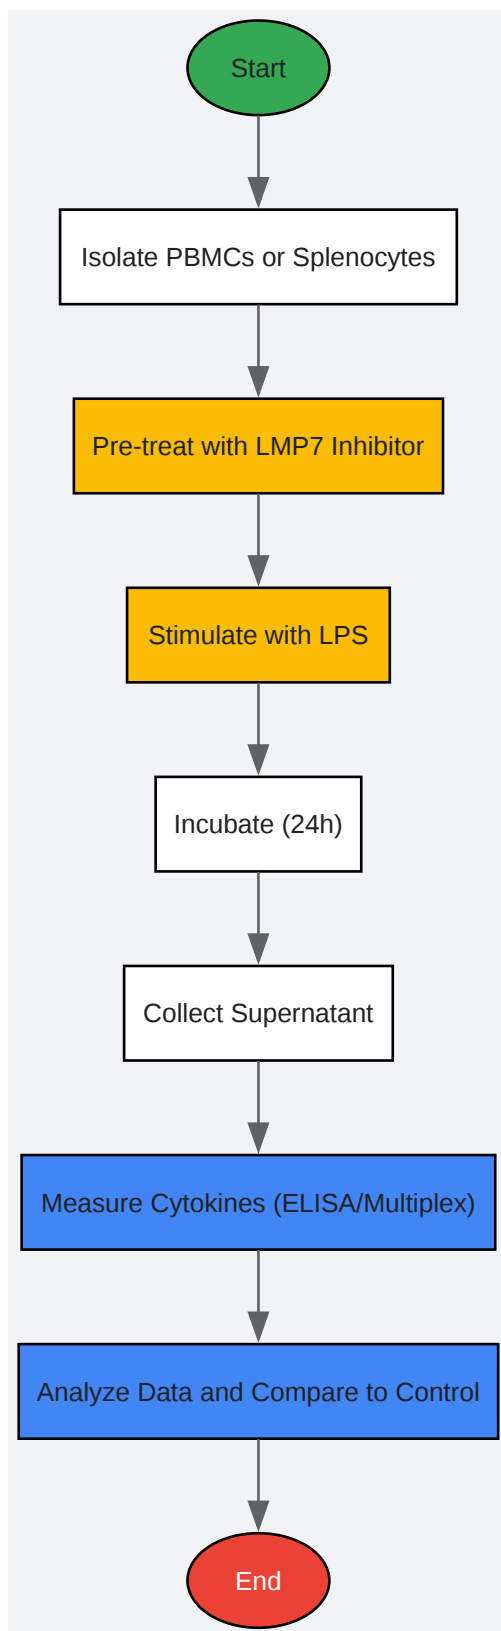 Start
Isolate PBMCs or Splenocytes
Pre-treat with LMP7 Inhibitor
Stimulate with LPS
Incubate (24h)
Collect Supernatant
Measure Cytokines (ELISA/Multiplex)
Analyze Data and Compare to Control
End